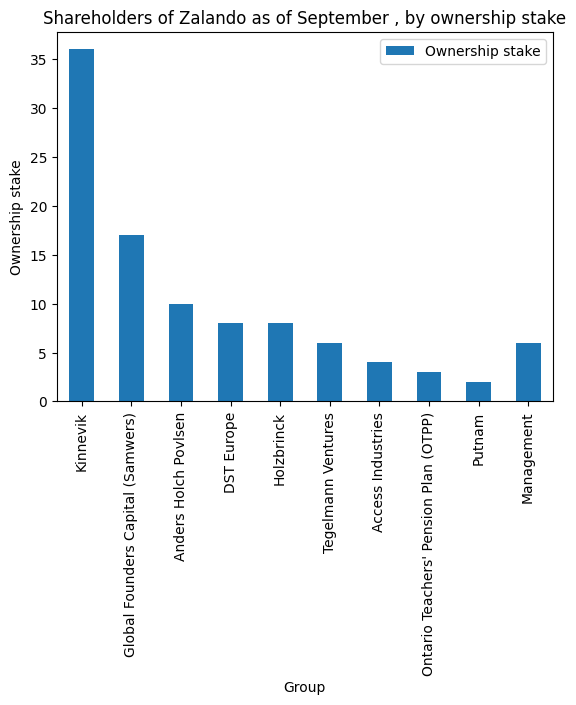 Shareholders of Zalando as of September , by ownership stake
Ownership stake
Ownership stake
35
30
25
20
15
10
5
0
Kinnevik
Global Founders Capital (Samwers)
Anders Holch Povlsen
DST Europe
Holzbrinck
Tegelmann Ventures
Access Industries
Ontario Teachers' Pension Plan (OTPP)
Putnam
Management
Group